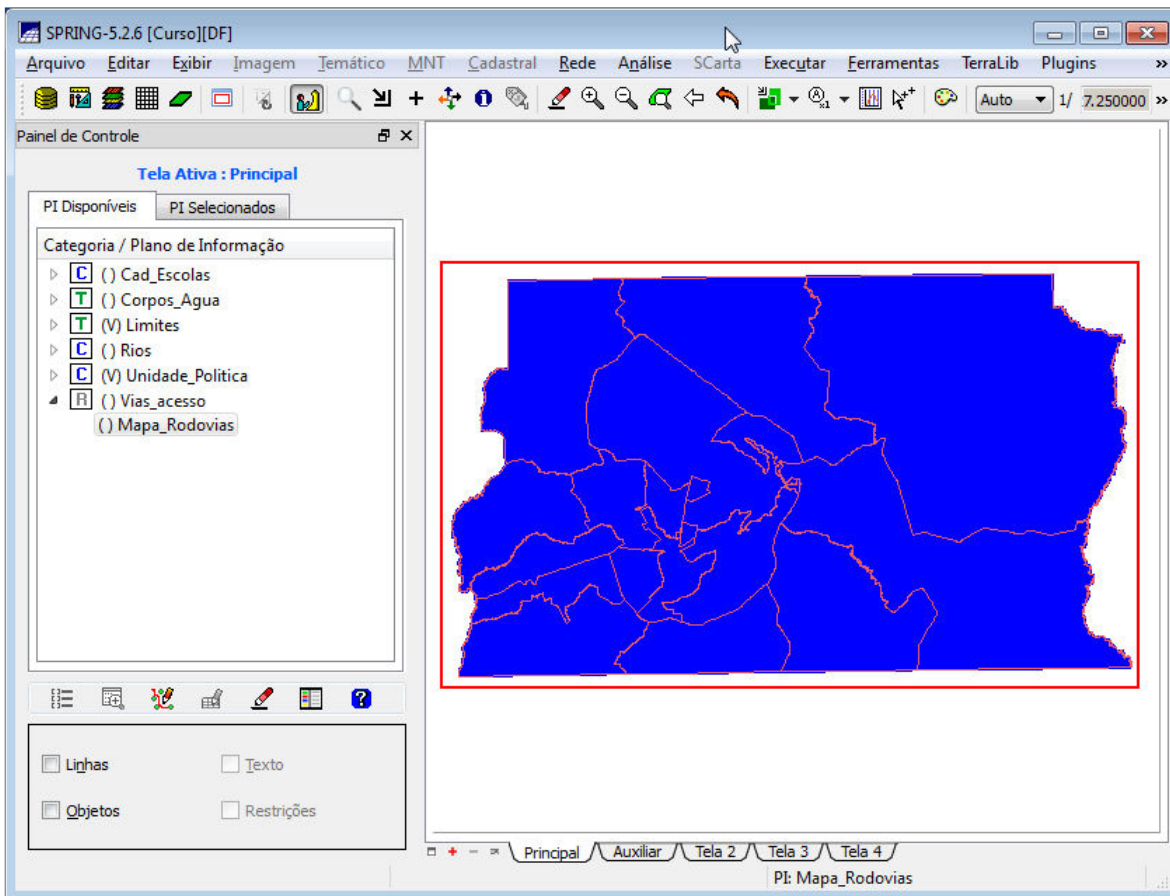 SPRING-5.2.6 [Curso][DF]
Arquivo Editar Exibir Imagem Temático MNT Cadastral Rede Análise SCarta Executar Ferramentas TerraLib Plugins »
Auto 1/ 7.250000 »
Painel de Controle
Tela Ativa : Principal
PI Disponíveis PI Selecionados
Categoria / Plano de Informação
C () Cad_Escolas
T () Corpos_Agua
T (V) Limites
C () Rios
C (V) Unidade_Politica
R () Vias_acesso
() Mapa_Rodovias
Linhas Texto
Objetos Restrições
Principal Auxiliar Tela 2 Tela 3 Tela 4
PI: Mapa_Rodovias